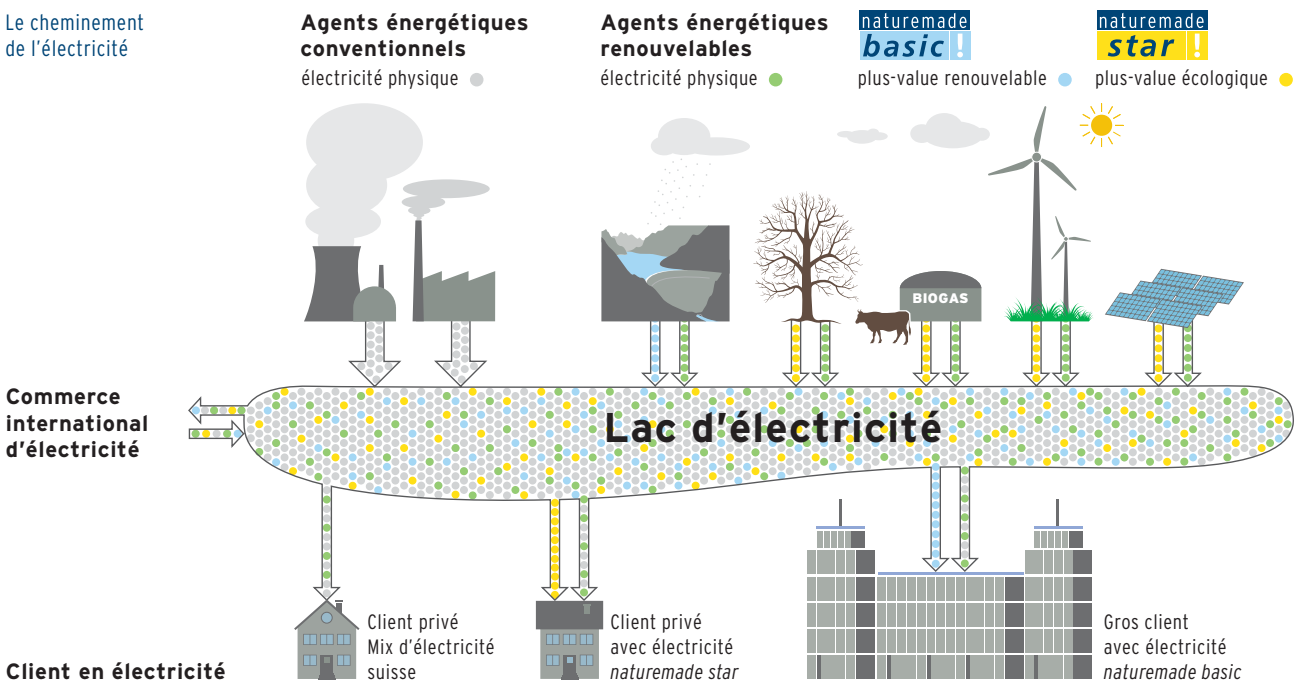 Le cheminement
de l'électricité
Agents énergétiques
conventionnels
électricité physique
Agents énergétiques
renouvelables
électricité physique
naturemade
basic!
plus-value renouvelable
naturemade
star!
plus-value écologique
BIOGAS
Commerce
international
d'électricité
Lac d'électricité
Client en électricité
Client privé
Mix d'électricité
suisse
Client privé
avec électricité
naturemade star
Gros client
avec électricité
naturemade basic